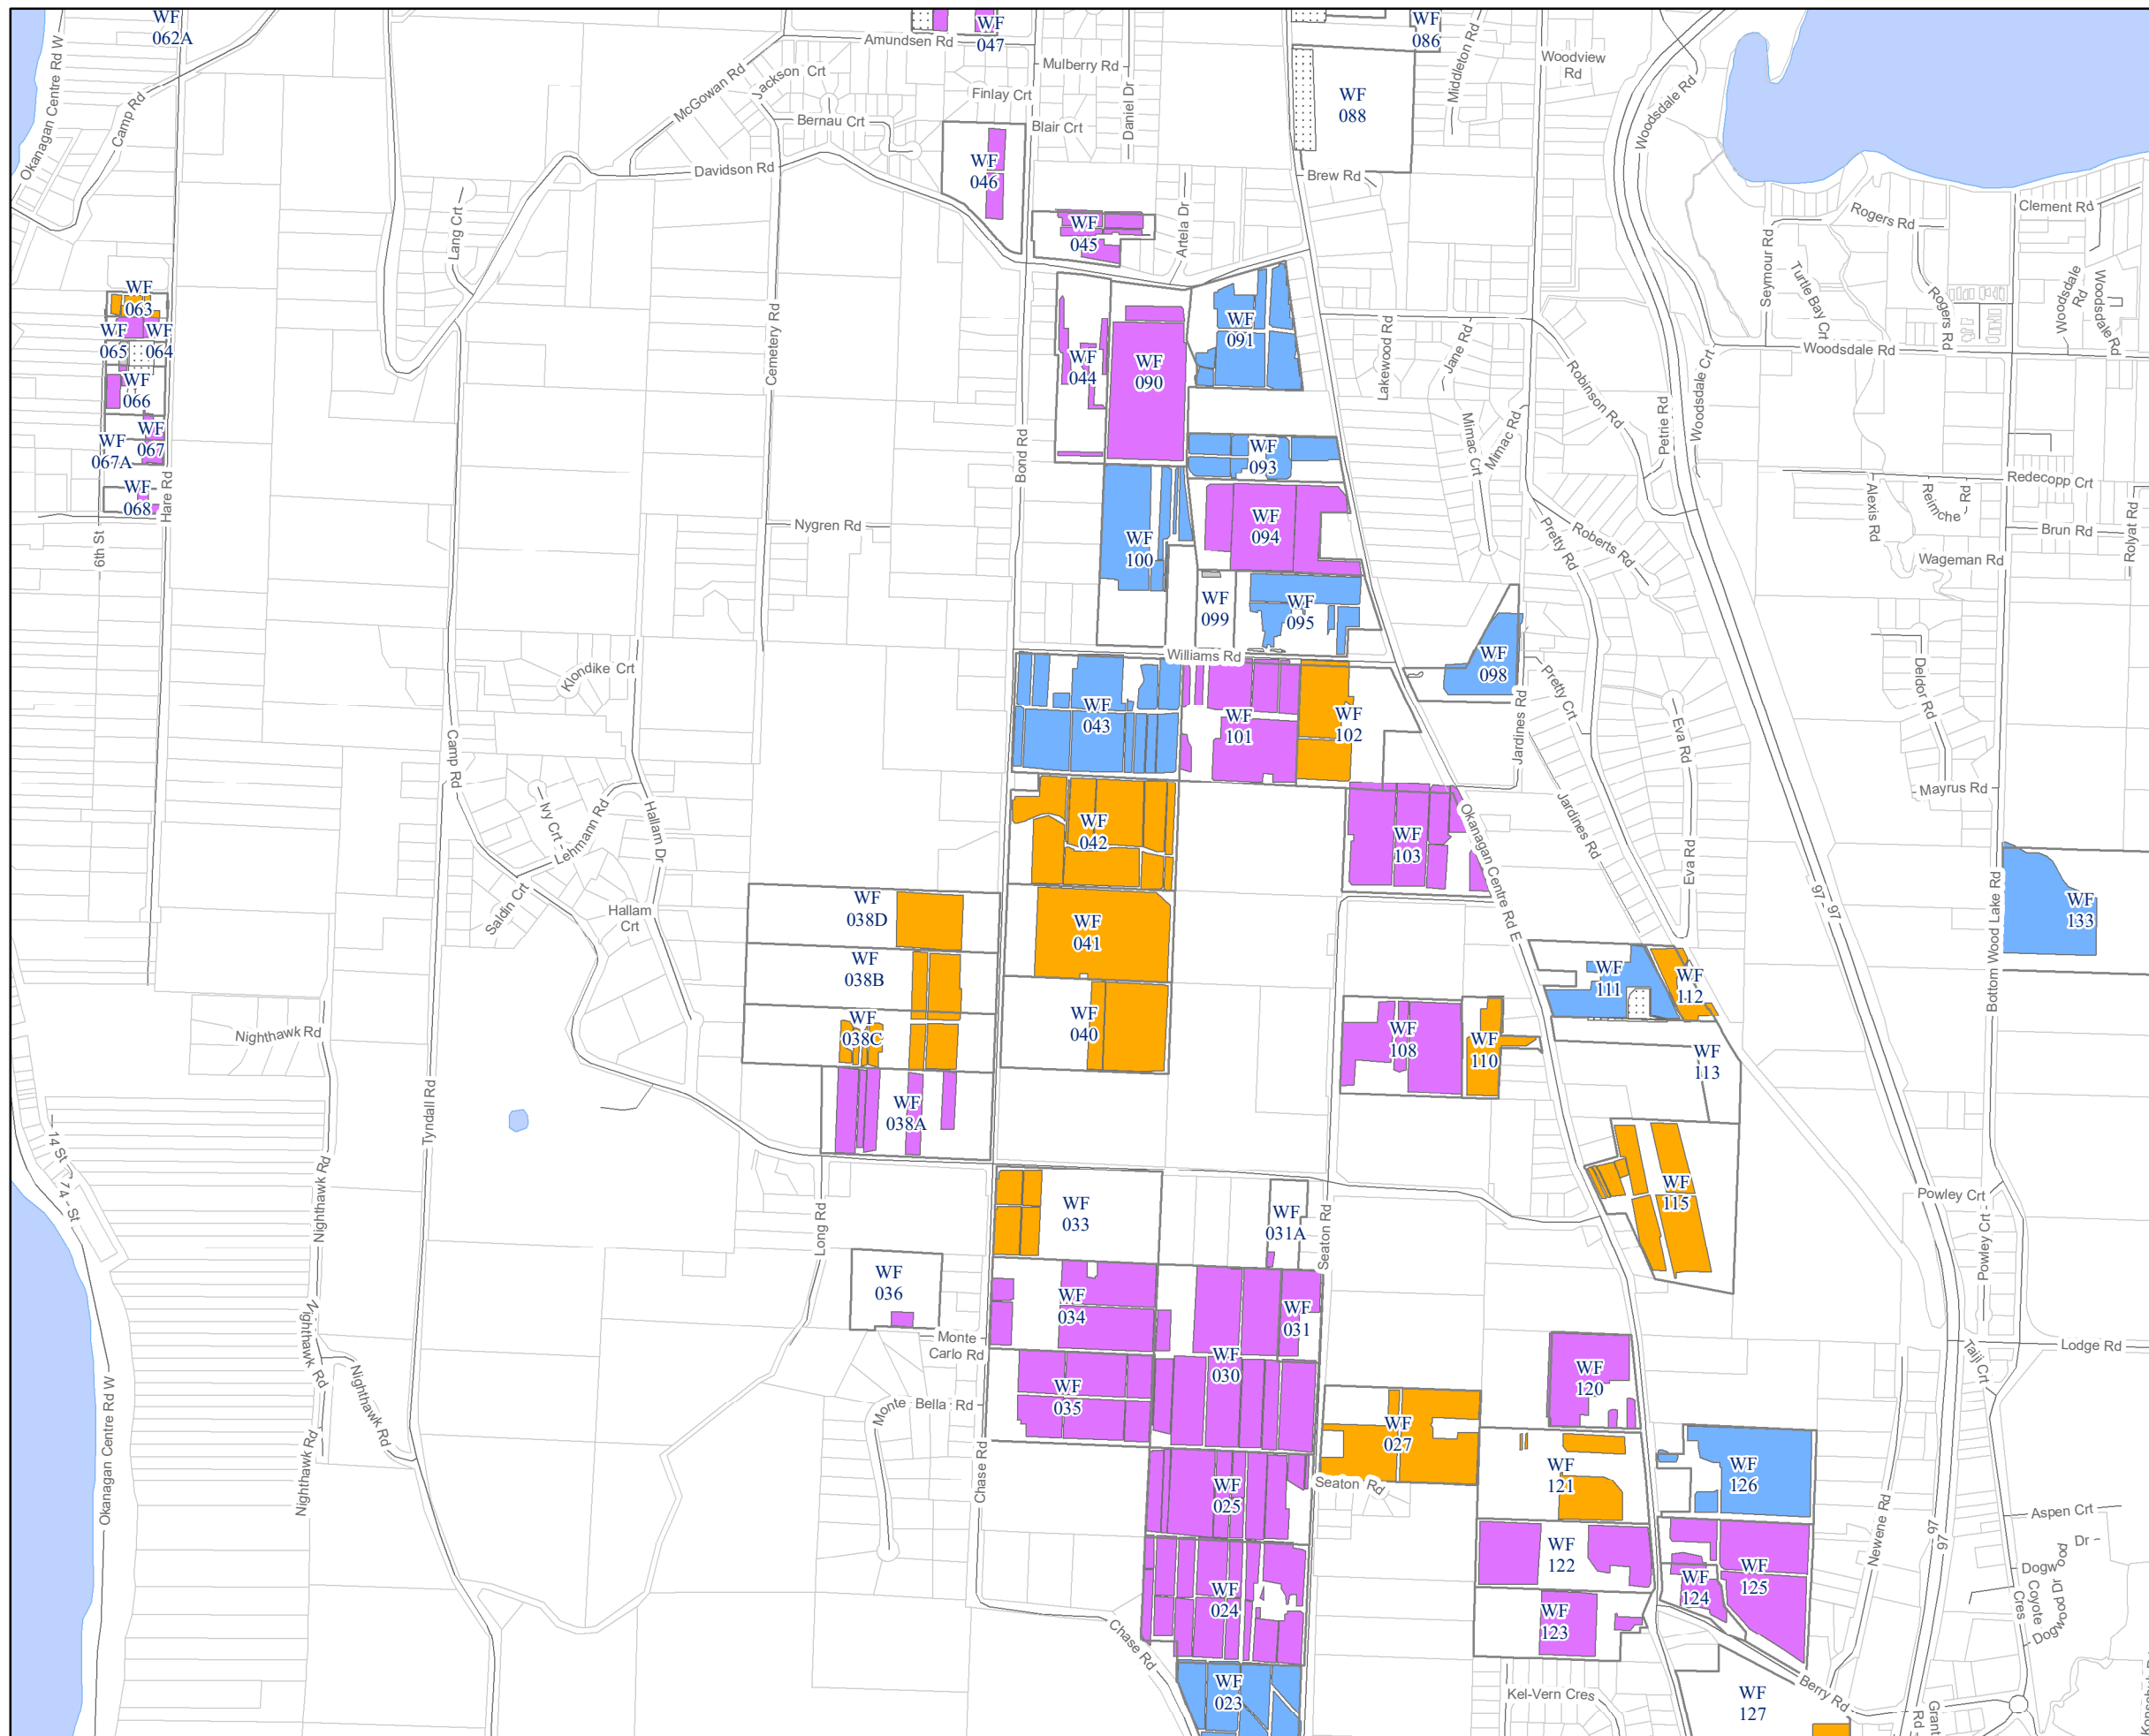 WF
062A
WF
047
WF
086
Amundsen Rd
Okanagan Centre Rd W
Camp Rd
McGowan Rd
Jackson Crt
Mulberry Rd
Finlay Crt
Daniel Dr
Middleton Rd
Woodview
Rd
Woodsdale Rd
WF
088
Bernau Crt
Blair Crt
Davidson Rd
WF
046
Brew Rd
Lang Crt
WF
045
Artela Dr
Rogers Rd
Clement Rd
Seymour Rd
Turtle Bay Crt
Rogers Rd
Woodsdale
Rd
Woodsdale Rd
WF
063
WF
065
WF
064
WF
066
WF
067
WF
067A
WF
068
Hare Rd
6th St
Cemetery Rd
Bond Rd
WF
044
WF
090
WF
091
Lakewood Rd
Jane Rd
Mimac Crt
Mimac Rd
Robinson Rd
Petrie Rd
Woodsdale Crt
Woodsdale Rd
WF
093
Redecopp Crt
Alexis Rd
Reimche
Rd
Brun Rd
Rolyat Rd
Wageman Rd
Nygren Rd
WF
100
WF
094
Pretty Rd
Roberts Rd
WF
099
WF
095
Williams Rd
WF
098
Klondike Crt
Pretty Crt
Jardines Rd
Eva Rd
Deldor Rd
WF
043
WF
101
WF
102
Camp Rd
Ivy Crt
Lehmann Rd
Hallam Dr
Mayrus Rd
WF
042
WF
103
Okanagan Centre Rd E
Jardines Rd
Eva Rd
97
97
Bottom Wood Lake Rd
WF
133
Saldin Crt
Hallam
Crt
WF
038D
WF
041
WF
038B
WF
111
WF
112
Nighthawk Rd
WF
038C
WF
040
WF
108
WF
110
WF
113
Tyndall Rd
WF
038A
14 St
74
St
Nighthawk Rd
WF
115
Powley Crt
Powley Crt
Long Rd
WF
033
WF
031A
Seaton Rd
WF
036
WF
034
WF
031
Nighthawk Rd
Monte
Carlo Rd
Lodge Rd
Taiji Crt
WF
030
WF
120
Nighthawk Rd
WF
035
Monte Bella Rd
WF
027
Okanagan Centre Rd W
Nighthawk Rd
Chase Rd
WF
121
WF
126
WF
025
Seaton Rd
Newene Rd
97
97
Aspen Crt
Dr
WF
122
WF
125
WF
124
Dogwood
Coyote
Cres
Dogwood Dr
WF
024
WF
123
Chase Rd
WF
023
Kel-Vern Cres
WF
127
Berry Rd
Rd
Grant